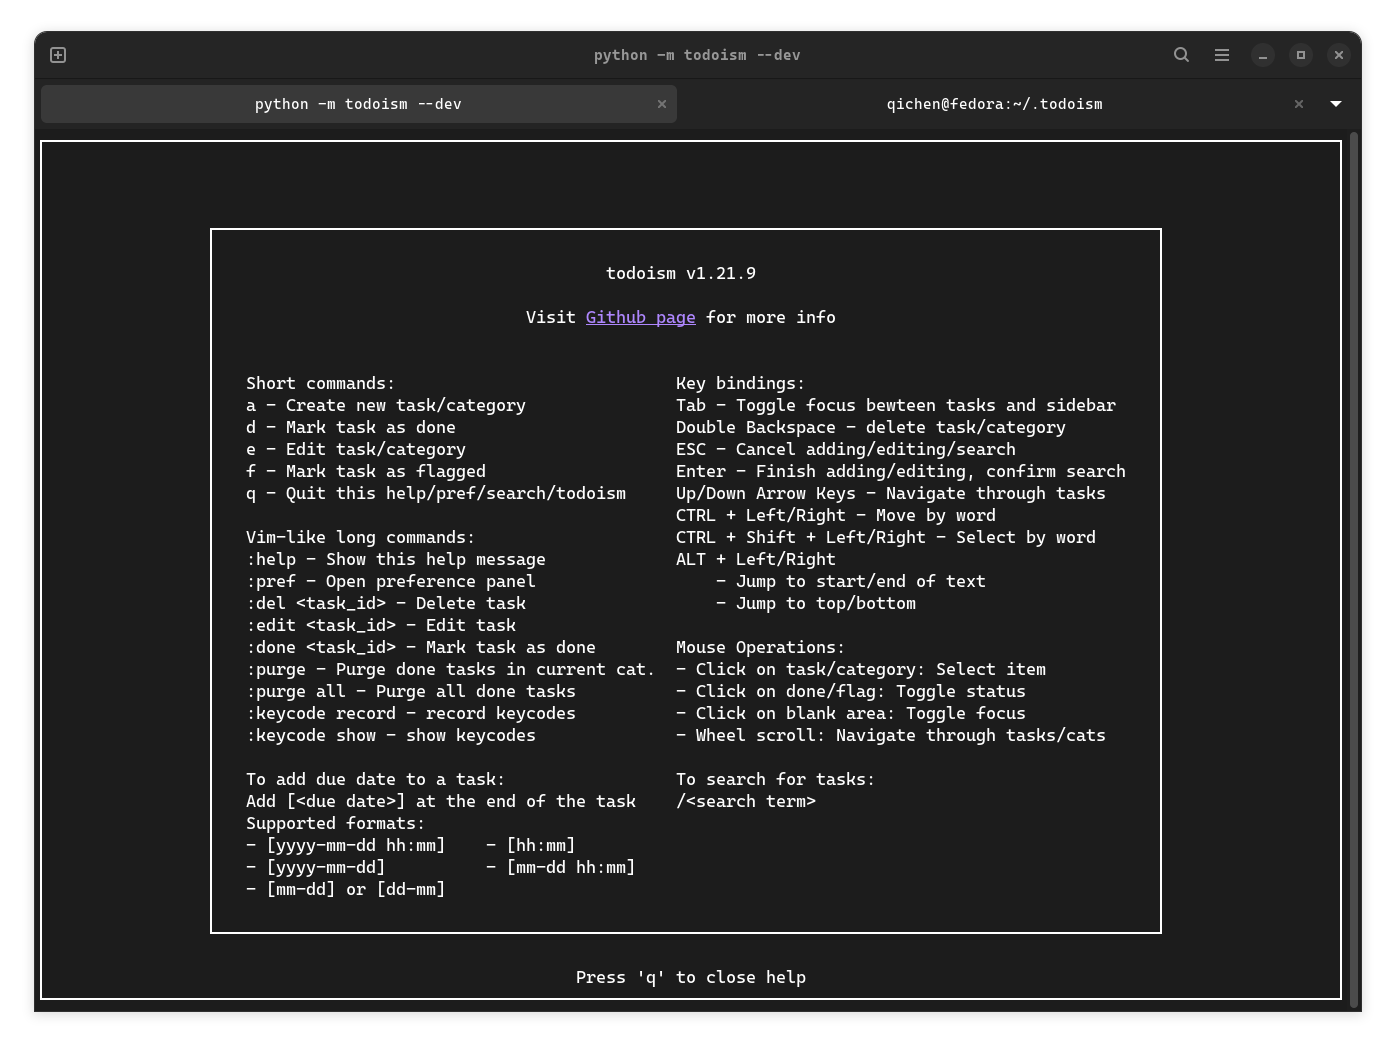 python -m todoism --dev
python -m todoism --dev
qichen@fedora:~/.todoism
todoism v1.21.9
Visit Github page for more info
Short commands:
a - Create new task/category
d - Mark task as done
e - Edit task/category
f - Mark task as flagged
q - Quit this help/pref/search/todoism
Vim-like long commands:
:help - Show this help message
:pref - Open preference panel
:del <task_id> - Delete task
:edit <task_id> - Edit task
:done <task_id> - Mark task as done
:purge - Purge done tasks in current cat.
:purge all - Purge all done tasks
:keycode record - record keycodes
:keycode show - show keycodes
To add due date to a task:
Add [<due date>] at the end of the task
Supported formats:
- [yyyy-mm-dd hh:mm]    - [hh:mm]
- [yyyy-mm-dd]          - [mm-dd hh:mm]
- [mm-dd] or [dd-mm]
Key bindings:
Tab - Toggle focus bewteen tasks and sidebar
Double Backspace - delete task/category
ESC - Cancel adding/editing/search
Enter - Finish adding/editing, confirm search
Up/Down Arrow Keys - Navigate through tasks
CTRL + Left/Right - Move by word
CTRL + Shift + Left/Right - Select by word
ALT + Left/Right
- Jump to start/end of text
- Jump to top/bottom
Mouse Operations:
- Click on task/category: Select item
- Click on done/flag: Toggle status
- Click on blank area: Toggle focus
- Wheel scroll: Navigate through tasks/cats
To search for tasks:
/<search term>
Press 'q' to close help